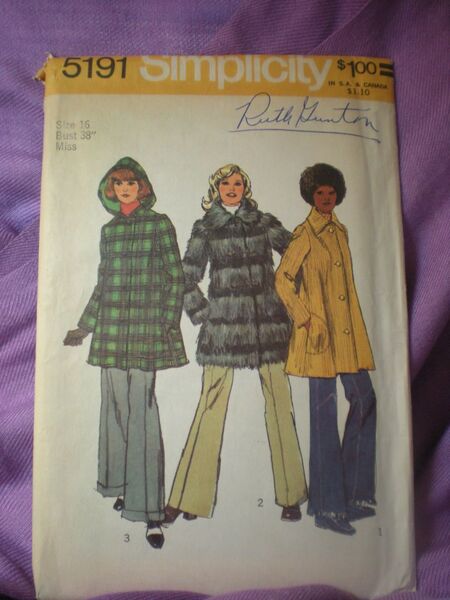 5191 Simplicity $1.00
IN S.A. & CANADA
$1.10
Size 16
Bust 38"
Miss
Ruth Gunton
3
2
1